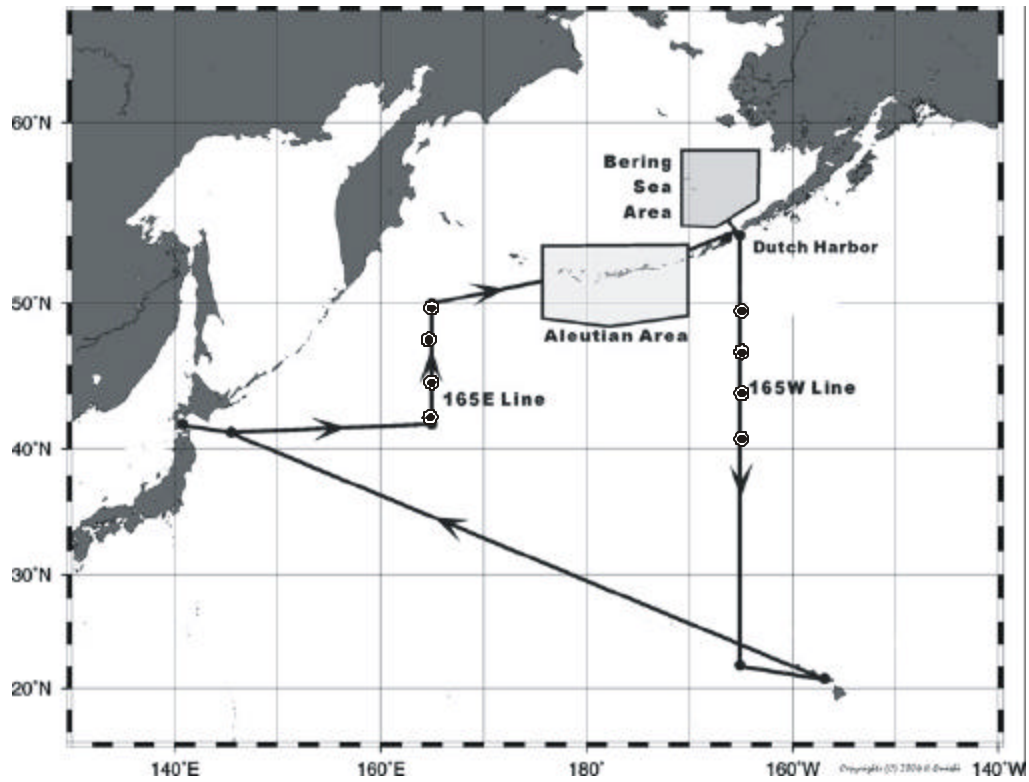 60°N
Bering
Sea
Area
Dutch Harbor
50°N
Aleutian Area
165W Line
165E Line
40°N
30°N
20°N
140°E
160°E
180°
160°W
140°W